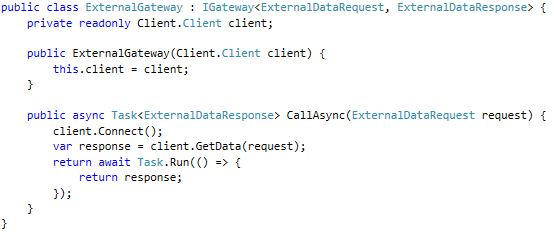 public class ExternalGateway : IGateway<ExternalDataRequest, ExternalDataResponse> {
    private readonly Client.Client client;

    public ExternalGateway(Client.Client client) {
        this.client = client;
    }

    public async Task<ExternalDataResponse> CallAsync(ExternalDataRequest request) {
        client.Connect();
        var response = client.GetData(request);
        return await Task.Run(() => {
            return response;
        });
    }
}